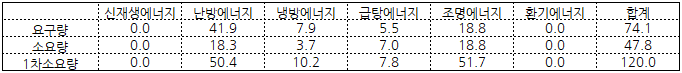 신재생에너지 난방에너지 냉방에너지 급탕에너지 조명에너지 환기에너지 합계
요구량 0.0 41.9 7.9 5.5 18.8 0.0 74.1
소요량 0.0 18.3 3.7 7.0 18.8 0.0 47.8
1차소요량 0.0 50.4 10.2 7.8 51.7 0.0 120.0